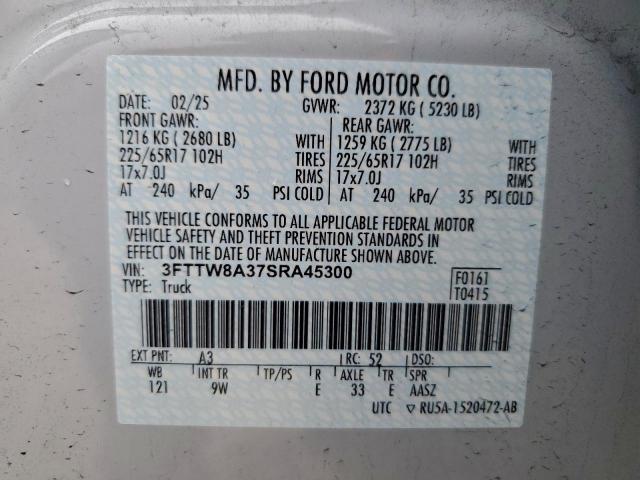 MFD. BY FORD MOTOR CO.
DATE: 02/25 GVWR: 2372 KG ( 5230 LB)
FRONT GAWR: REAR GAWR:
1216 KG ( 2680 LB) WITH 1259 KG ( 2775 LB) WITH
225/65R17 102H TIRES 225/65R17 102H TIRES
17x7.0J RIMS 17x7.0J RIMS
AT 240 kPa/ 35 PSI COLD AT 240 kPa/ 35 PSI COLD
THIS VEHICLE CONFORMS TO ALL APPLICABLE FEDERAL MOTOR
VEHICLE SAFETY AND THEFT PREVENTION STANDARDS IN
EFFECT ON THE DATE OF MANUFACTURE SHOWN ABOVE.
VIN: 3FTTW8A37SRA45300 F0161
TYPE: Truck T0415
EXT PNT: A3 RC: 52 DSO:
WB INT TR TP/PS R AXLE TR SPR
121 9W E 33 E AASZ
UTC ▽ RU5A-1520472-AB